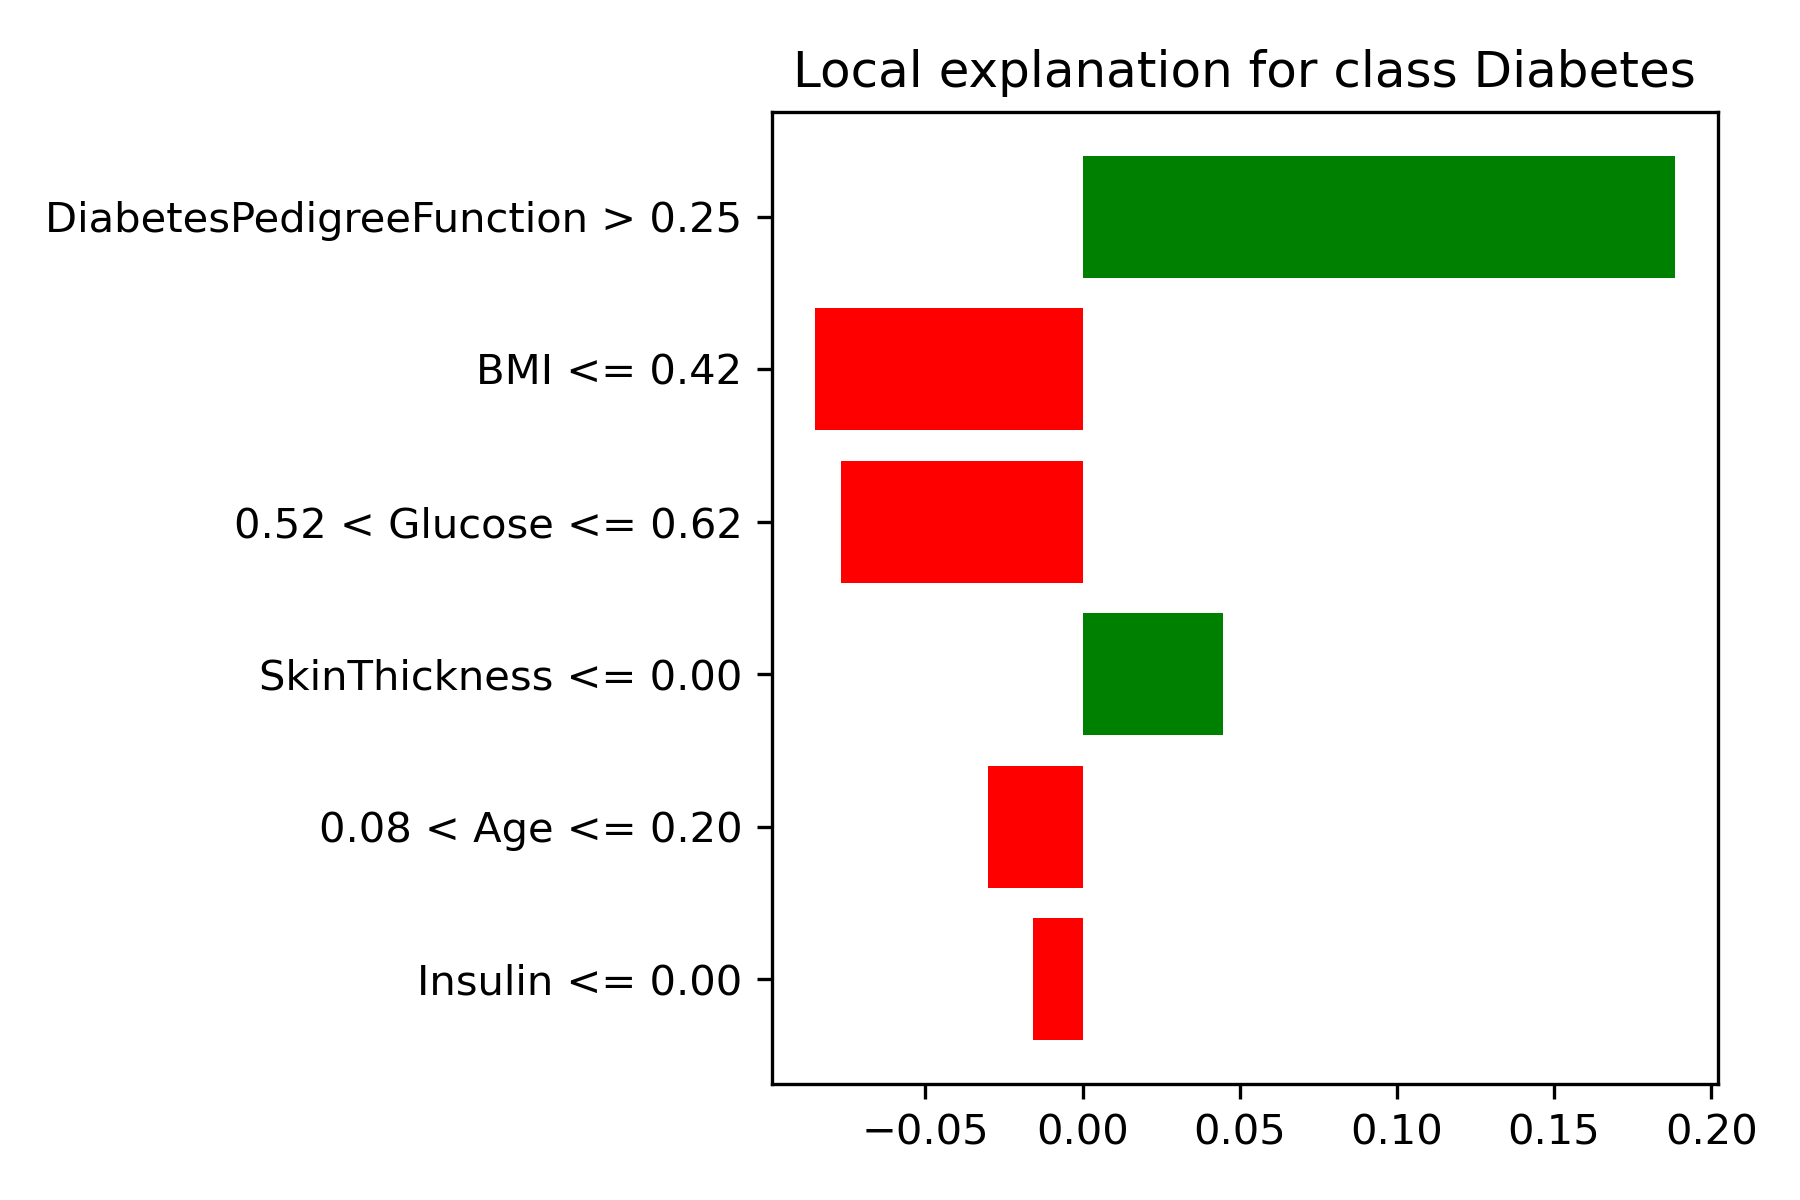 Local explanation for class Diabetes
DiabetesPedigreeFunction > 0.25
BMI <= 0.42
0.52 < Glucose <= 0.62
SkinThickness <= 0.00
0.08 < Age <= 0.20
Insulin <= 0.00
−0.05 0.00 0.05 0.10 0.15 0.20